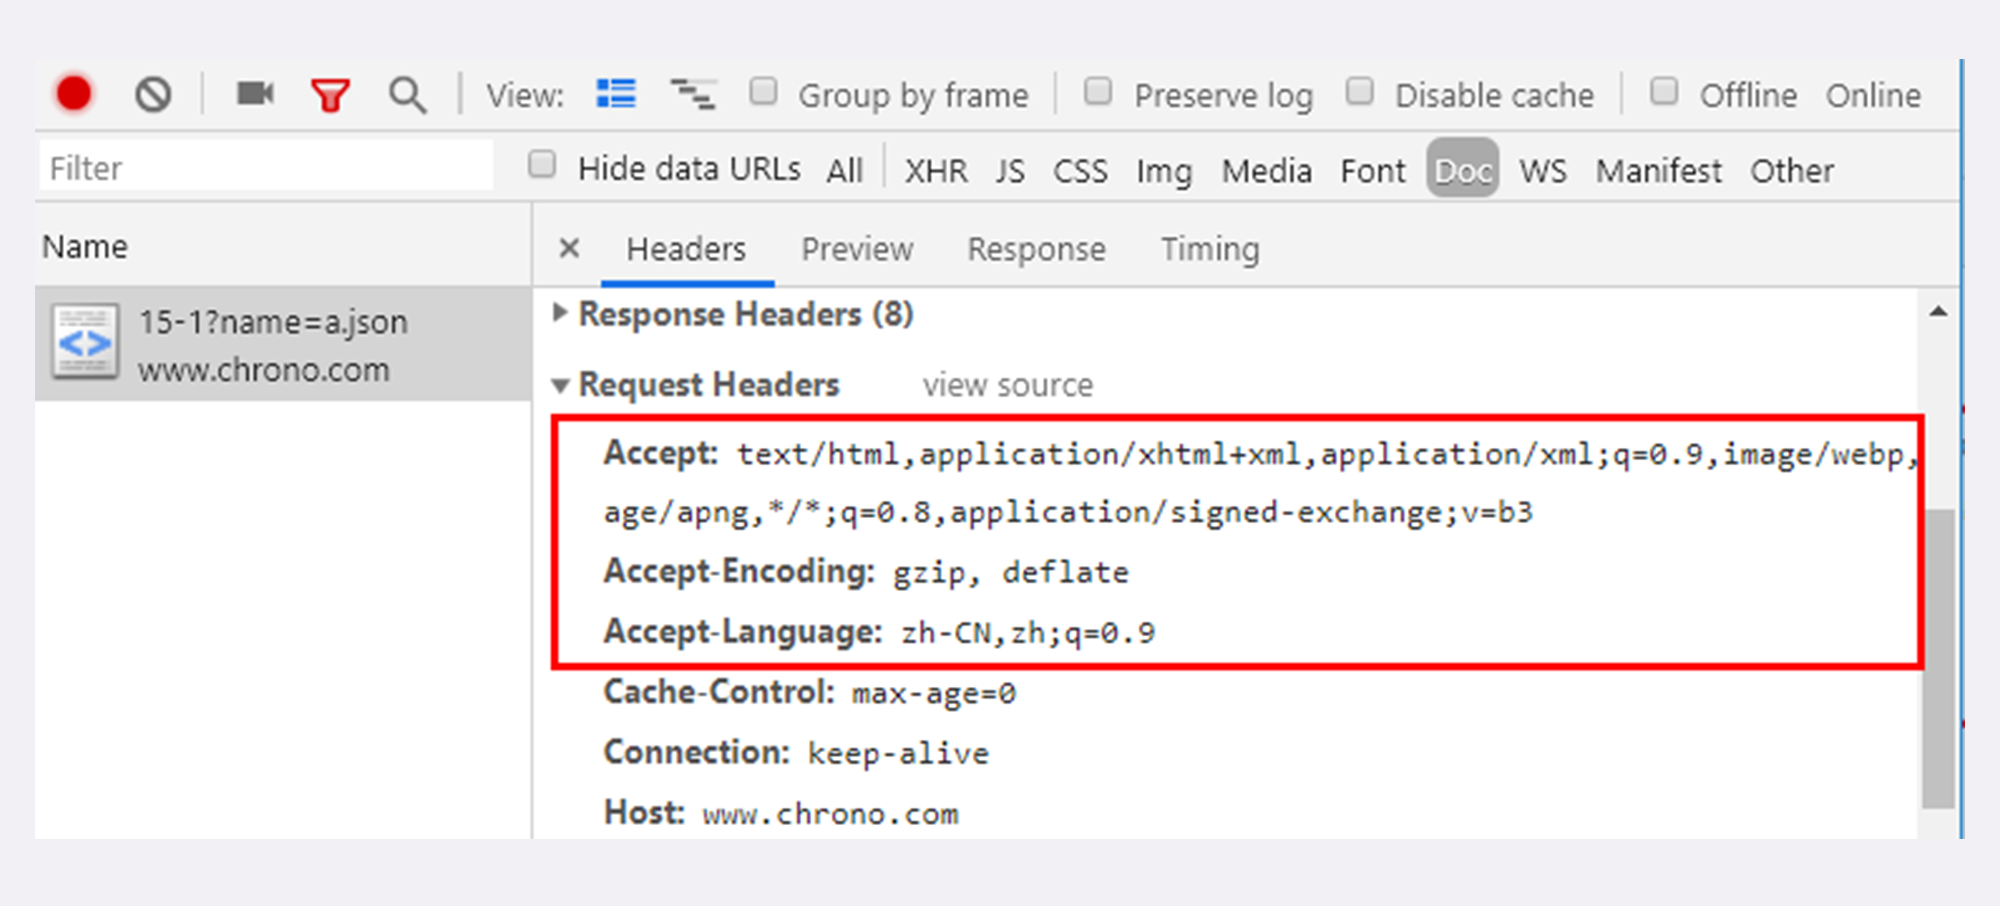 View: Group by frame Preserve log Disable cache Offline Online
Filter Hide data URLs All XHR JS CSS Img Media Font Doc WS Manifest Other
Name
15-1?name=a.json
www.chrono.com
× Headers Preview Response Timing
Response Headers (8)
Request Headers view source
Accept: text/html,application/xhtml+xml,application/xml;q=0.9,image/webp,
age/apng,*/*;q=0.8,application/signed-exchange;v=b3
Accept-Encoding: gzip, deflate
Accept-Language: zh-CN,zh;q=0.9
Cache-Control: max-age=0
Connection: keep-alive
Host: www.chrono.com